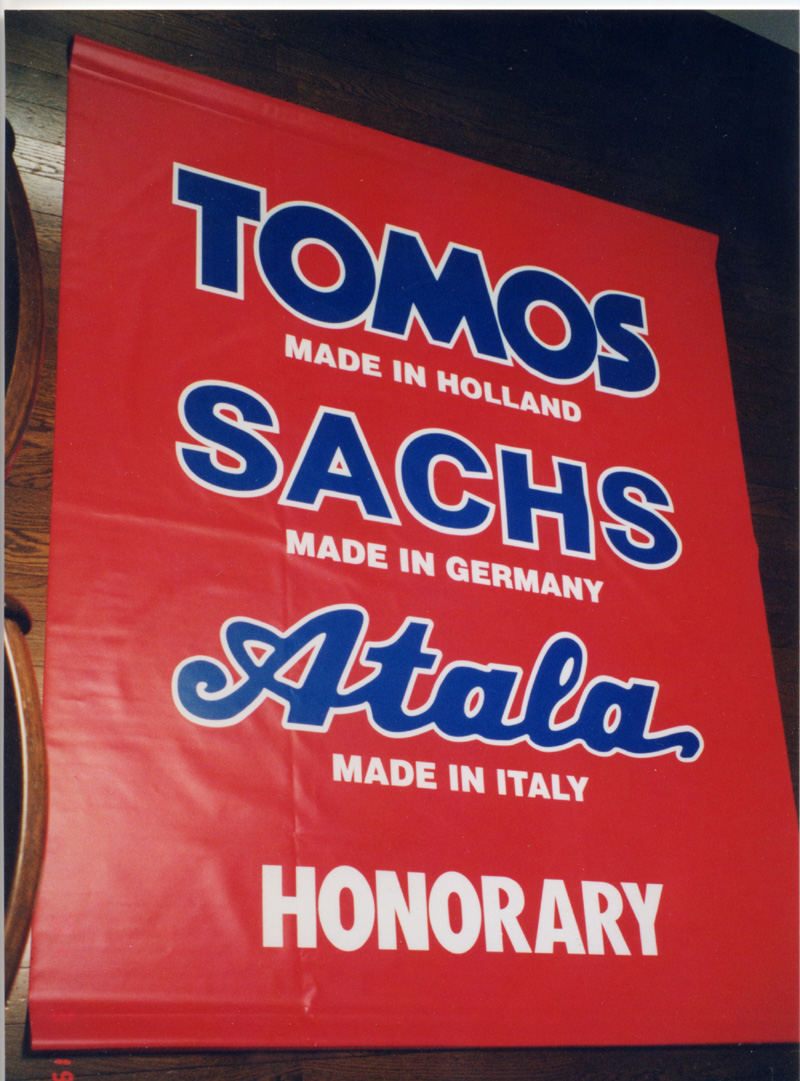 TOMOS
MADE IN HOLLAND
SACHS
MADE IN GERMANY
Atala
MADE IN ITALY
HONORARY